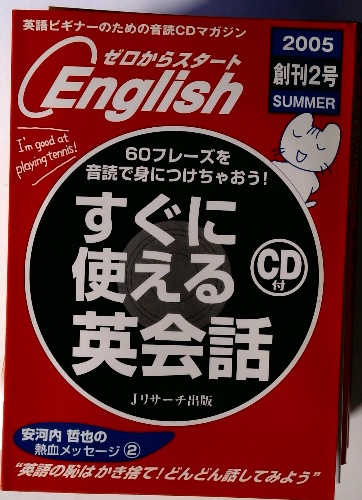 英語ビギナーのための音読CDマガジン
ゼロからスタート
English
2005
創刊2号
SUMMER
I'm good at
playing tennis!
60フレーズを
音読で身につけちゃおう!
すぐに
使える
英会話
CD
付
Jリサーチ出版
安河内 哲也の
熱血メッセージ②
"英語の恥はかき捨て!どんどん話してみよう"